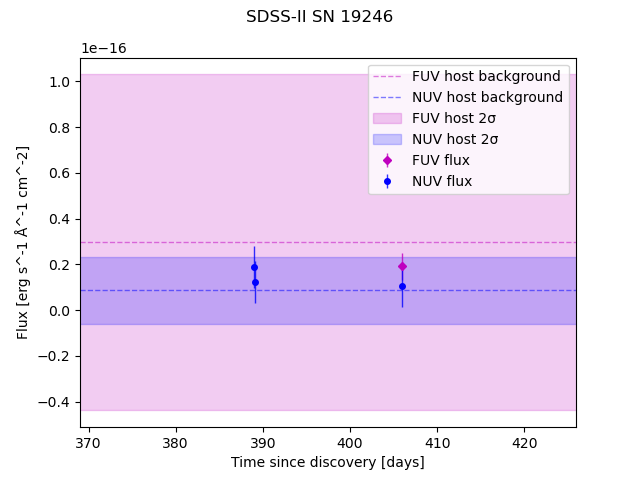 SDSS-II SN 19246
1e−16
FUV host background
NUV host background
FUV host 2σ
NUV host 2σ
FUV flux
NUV flux
1.0
0.8
0.6
0.4
0.2
0.0
−0.2
−0.4
Flux [erg s^-1 Å^-1 cm^-2]
370 380 390 400 410 420
Time since discovery [days]